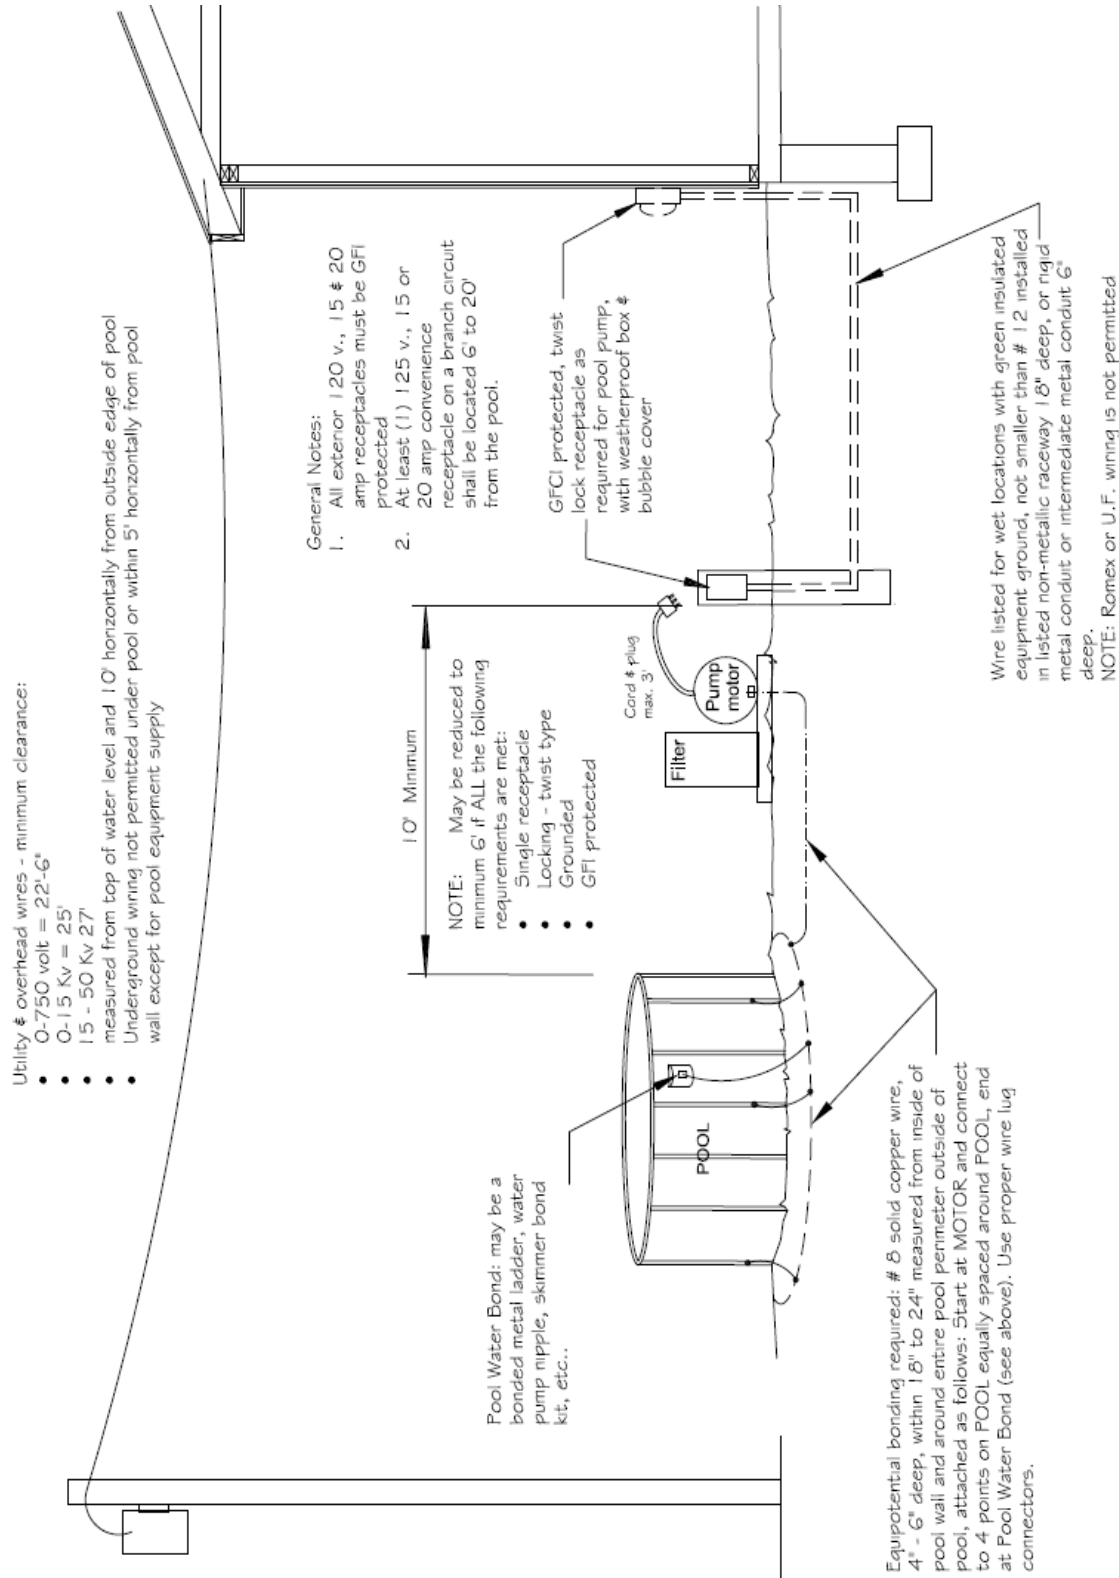 Utility & overhead wires - minimum clearance:
• 0-750 volt = 22'-6"
• 0-15 Kv = 25'
• 15 - 50 Kv 27'
• measured from top of water level and 10' horizontally from outside edge of pool
• Underground wiring not permitted under pool or within 5' horizontally from pool
wall except for pool equipment supply
General Notes:
1. All exterior 120 v., 15 & 20
amp receptacles must be GFI
protected
2. At least (1) 125 v., 15 or
20 amp convenience
receptacle on a branch circuit
shall be located 6' to 20'
from the pool.
10' Minimum
NOTE: May be reduced to
minimum 6' if ALL the following
requirements are met:
• Single receptacle
• Locking - twist type
• Grounded
• GFI protected
GFCI protected, twist
lock receptacle as
required for pool pump,
with weatherproof box &
bubble cover
Pool Water Bond: may be a
bonded metal ladder, water
pump nipple, skimmer bond
kit, etc..
POOL
Filter
Pump
motor
Cord & plug
max. 3'
Equipotential bonding required: # 8 solid copper wire,
4" - 6" deep, within 18" to 24" measured from inside of
pool wall and around entire pool perimeter outside of
pool, attached as follows: Start at MOTOR and connect
to 4 points on POOL equally spaced around POOL, end
at Pool Water Bond (see above). Use proper wire lug
connectors.
Wire listed for wet locations with green insulated
equipment ground, not smaller than # 12 installed
in listed non-metallic raceway 18" deep, or rigid
metal conduit or intermediate metal conduit 6"
deep.
NOTE: Romex or U.F. wiring is not permitted